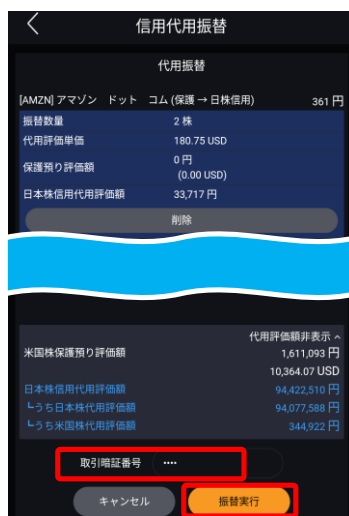 信用代用振替
代用振替
[AMZN] アマゾン ドット コム (保護 → 日株信用) 361 円
振替数量 2 株
代用評価単価 180.75 USD
保護預り評価額 0 円
(0.00 USD)
日本株信用代用評価額 33,717 円
削除
代用評価額非表示
米国株保護預り評価額 1,611,093 円
10,364.07 USD
日本株信用代用評価額 94,422,510 円
┗うち日本株代用評価額 94,077,588 円
┗うち米国株代用評価額 344,922 円
取引暗証番号 ····
キャンセル 振替実行